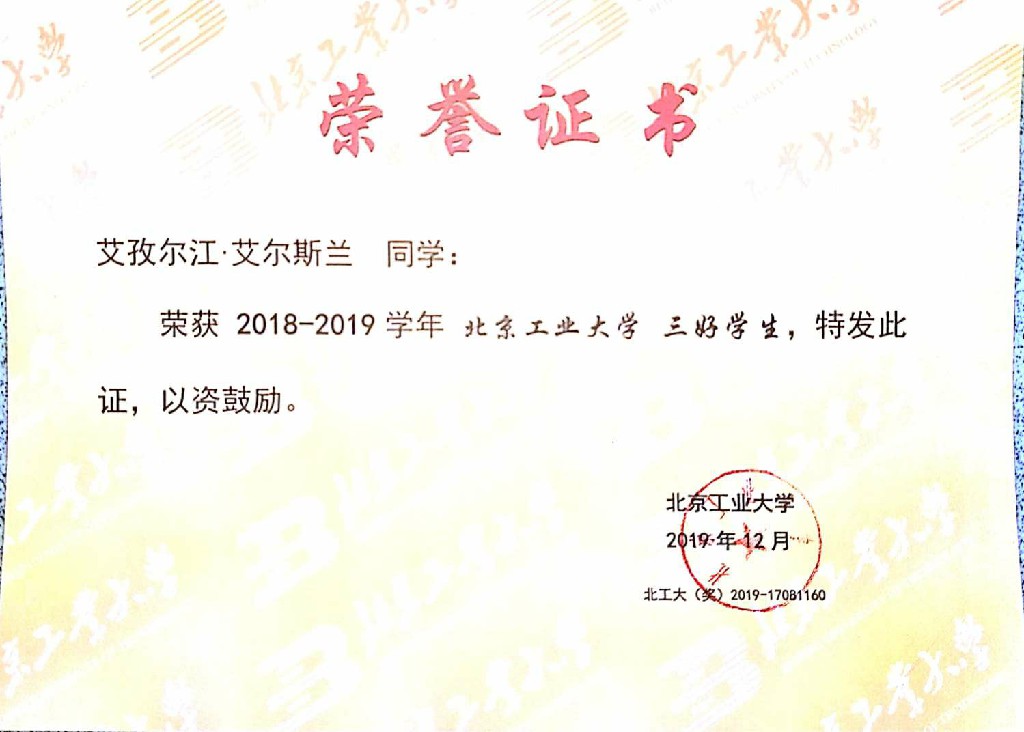 荣誉证书
艾孜尔江·艾尔斯兰 同学：
荣获 2018-2019 学年 北京工业大学 三好学生，特发此
证，以资鼓励。
北京工业大学
2019 年 12 月
北工大（奖）2019-17081160